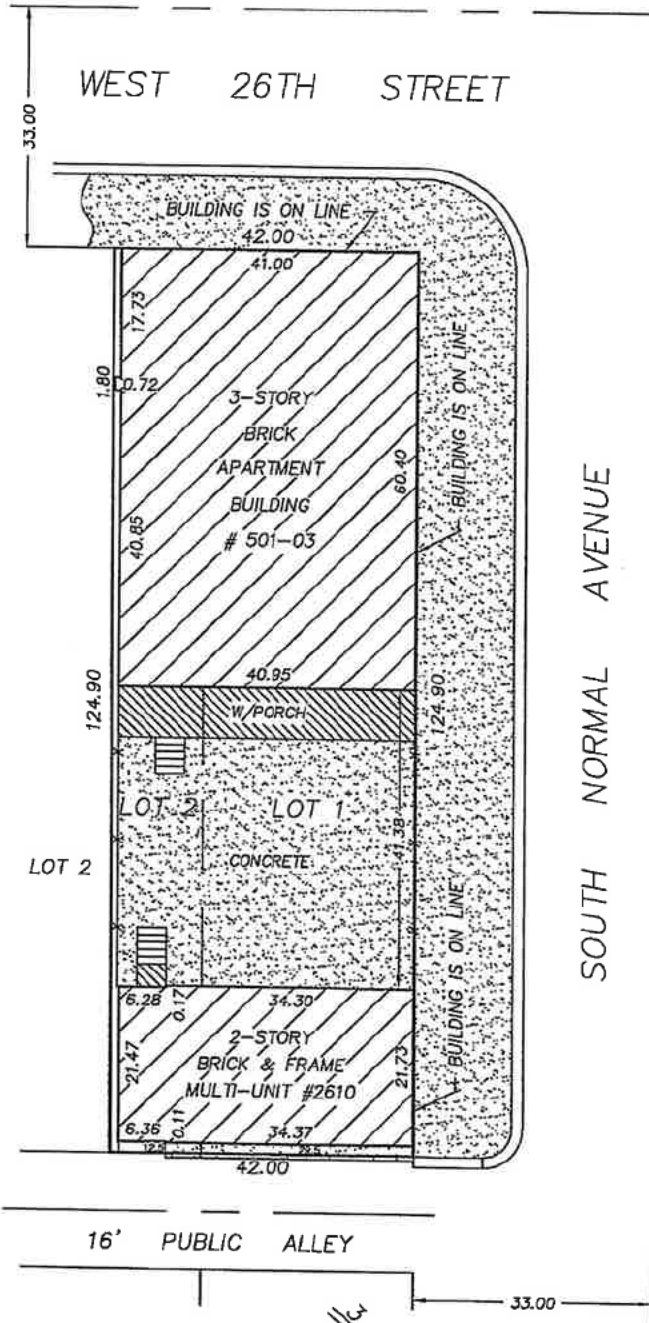 WEST 26TH STREET
33.00
BUILDING IS ON LINE
42.00
41.00
17.73
1.80
0.72
3-STORY
BRICK
APARTMENT
BUILDING
# 501-03
60.40
BUILDING IS ON LINE
40.85
SOUTH NORMAL AVENUE
40.95
124.90
W/PORCH
124.90
LOT 2
LOT 1
LOT 2
CONCRETE
41.38
BUILDING IS ON LINE
6.28
0.17
34.30
2-STORY
BRICK & FRAME
MULTI-UNIT #2610
21.47
21.73
6.36
0.11
34.37
12.5
29.5
42.00
16' PUBLIC ALLEY
33.00